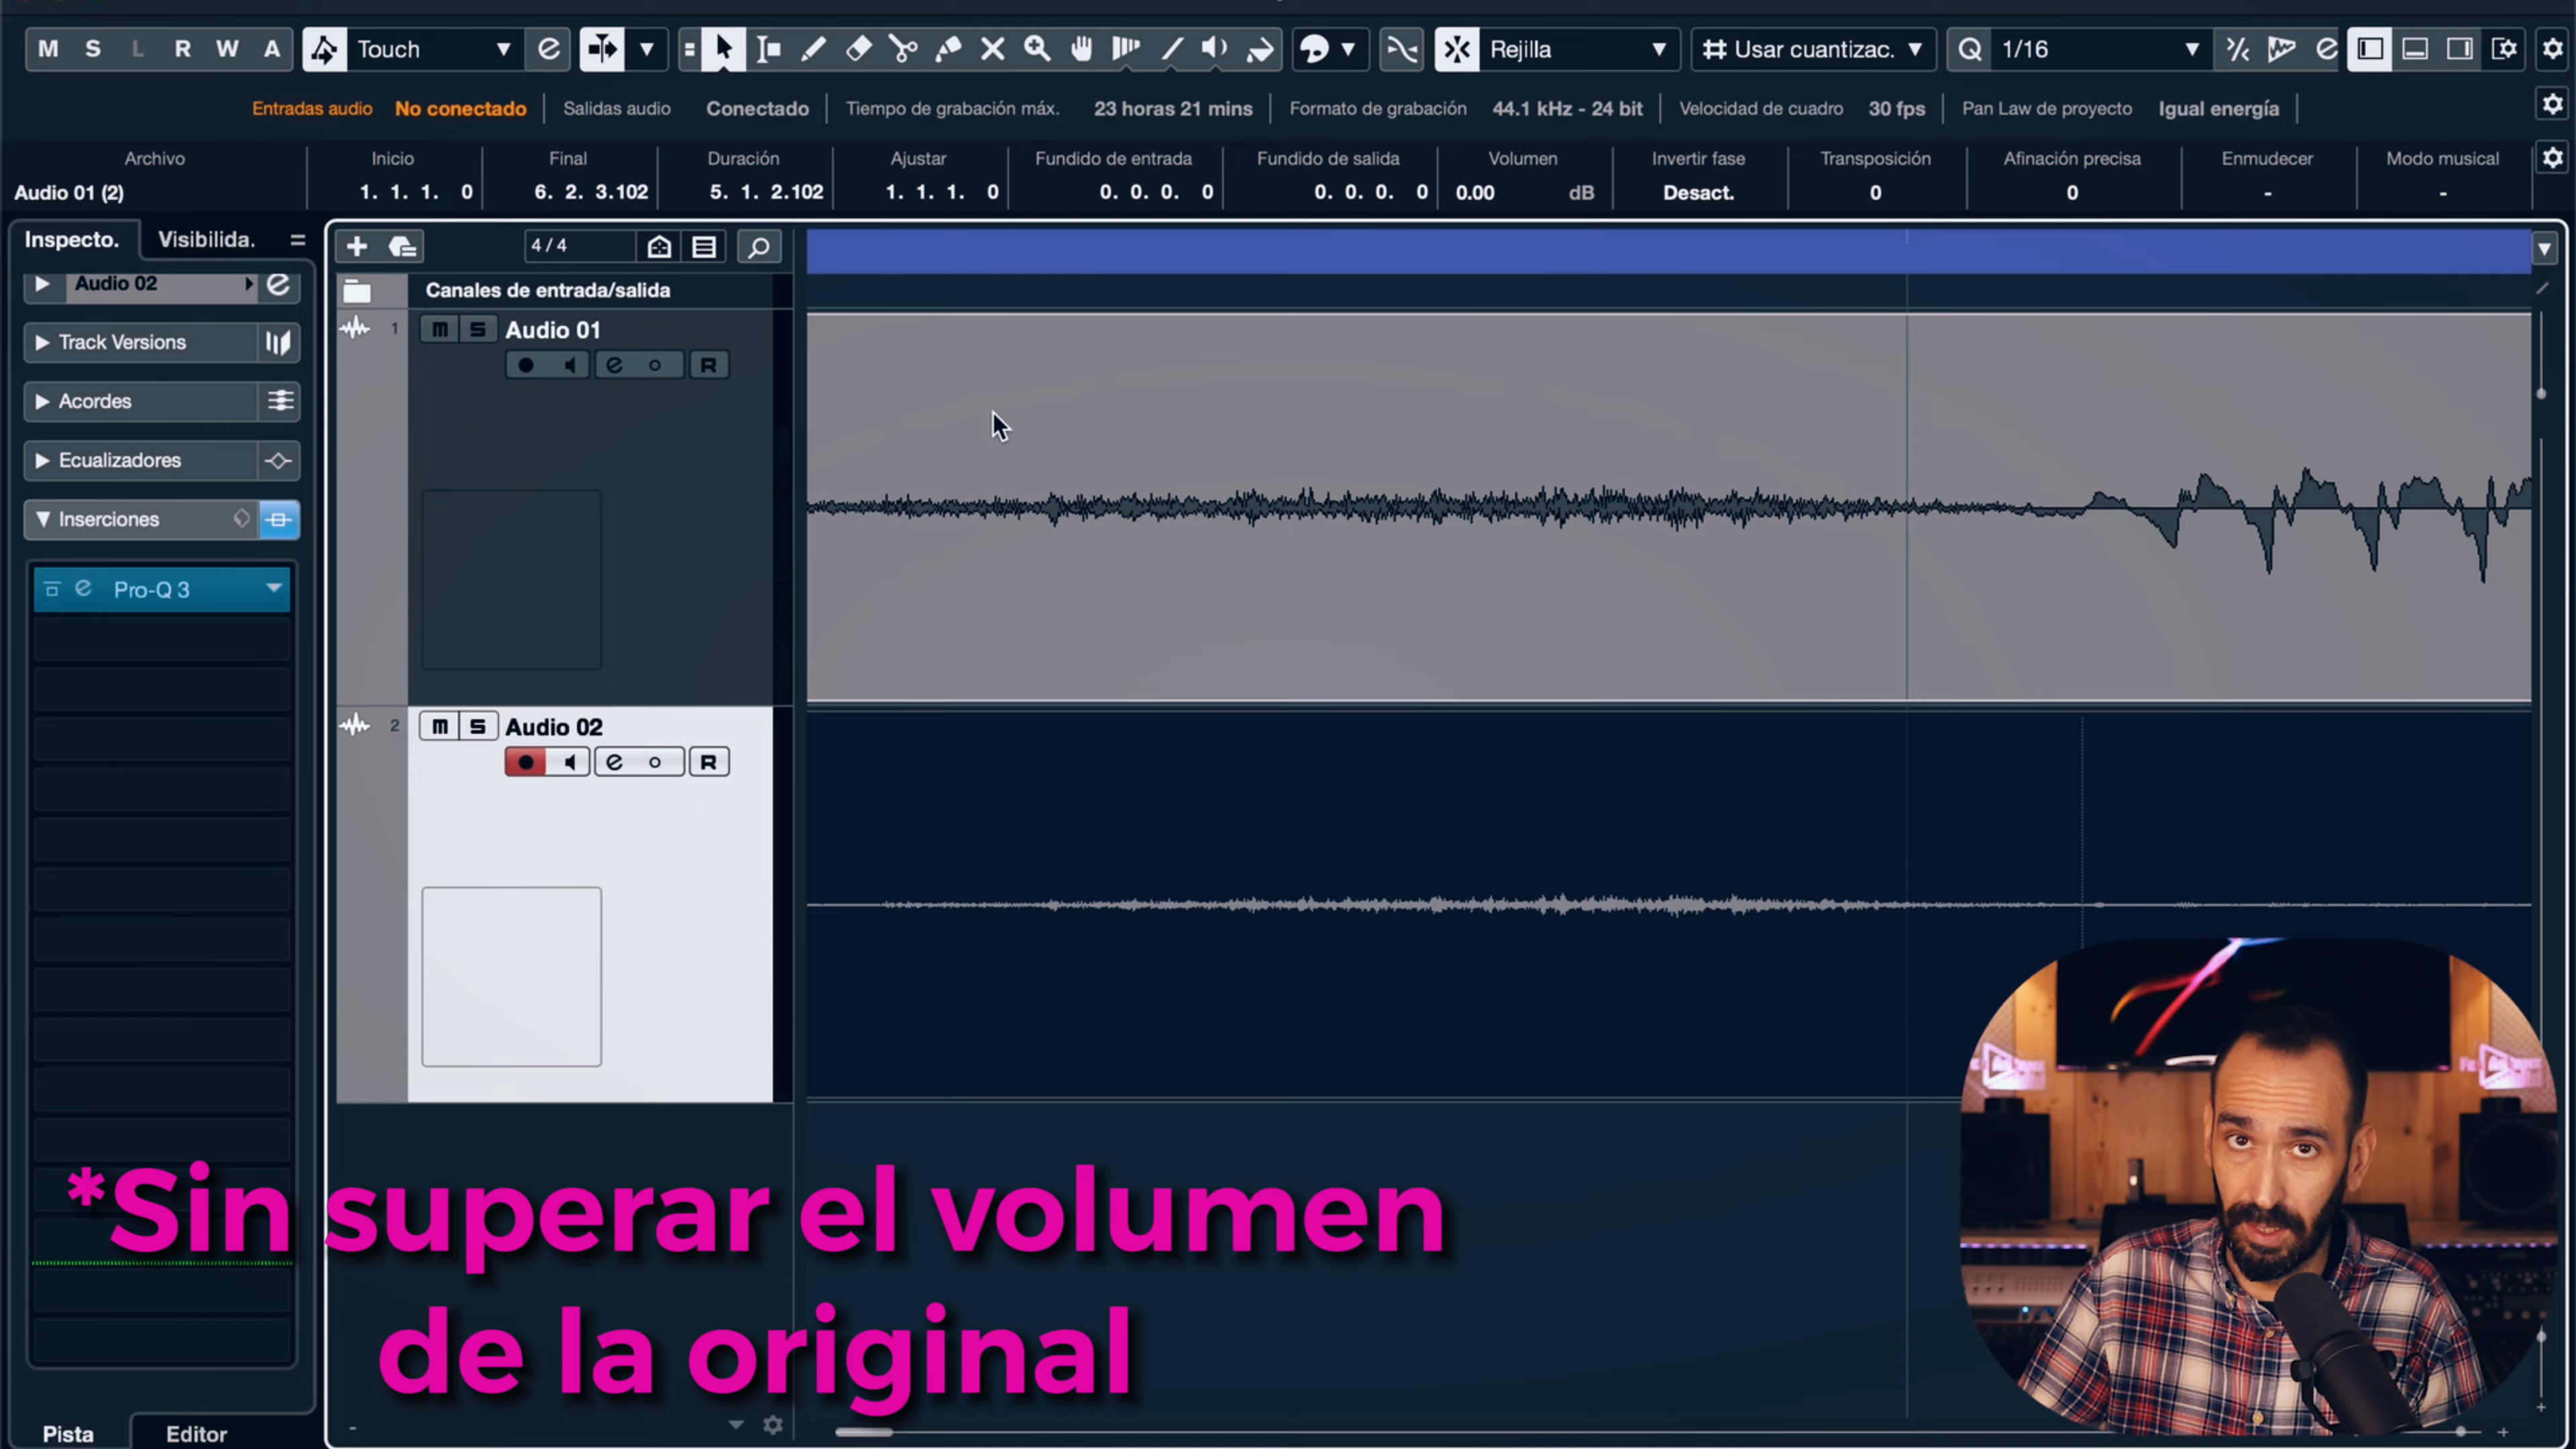 M S L R W A Touch Rejilla Usar cuantizac. Q 1/16
Entradas audio No conectado Salidas audio Conectado Tiempo de grabación máx. 23 horas 21 mins Formato de grabación 44.1 kHz - 24 bit Velocidad de cuadro 30 fps Pan Law de proyecto Igual energía
Archivo Inicio Final Duración Ajustar Fundido de entrada Fundido de salida Volumen Invertir fase Transposición Afinación precisa Enmudecer Modo musical
Audio 01 (2) 1. 1. 1. 0 6. 2. 3.102 5. 1. 2.102 1. 1. 1. 0 0. 0. 0. 0 0. 0. 0. 0 0.00 dB Desact. 0 0 - -
Inspecto. Visibilida. 4/4
Audio 02
Canales de entrada/salida
1 m S Audio 01
Track Versions
R
Acordes
Ecualizadores
Inserciones
Pro-Q 3
2 m S Audio 02
R
*Sin superar el volumen
de la original
Pista Editor